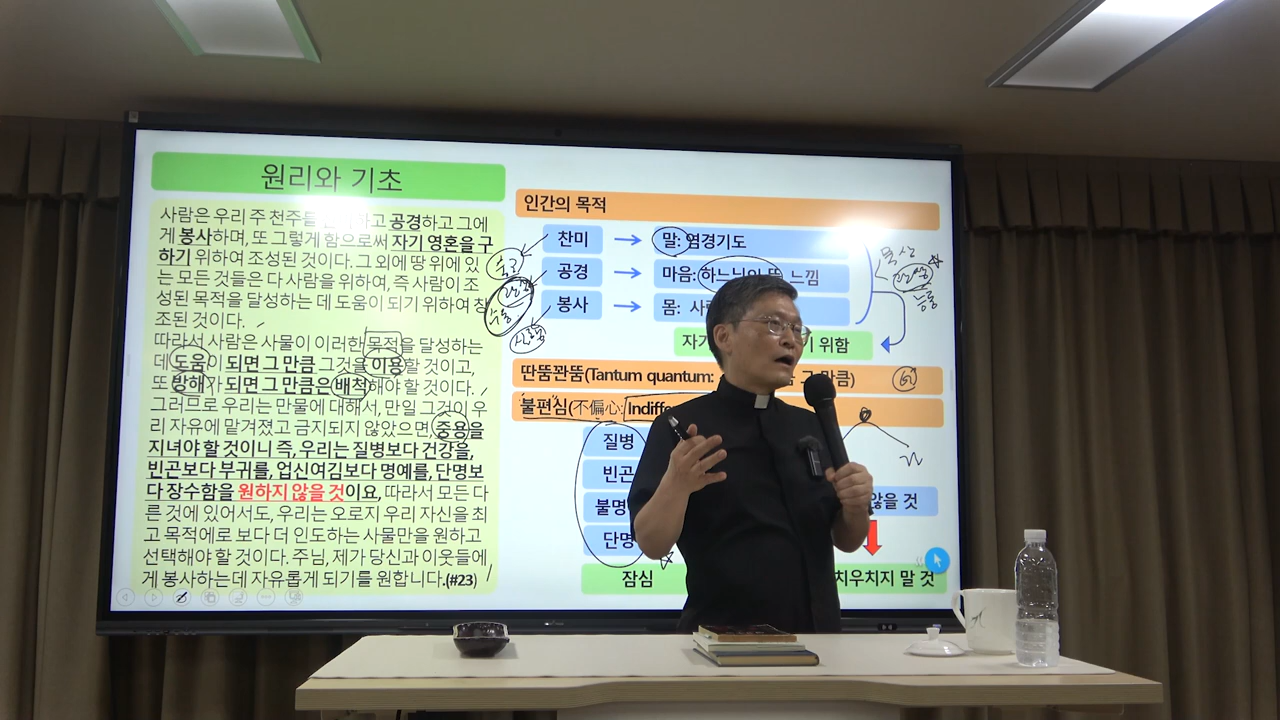 원리와 기초
사람은 우리 주 천주를 하고 공경하고 그에
게 봉사하며, 또 그렇게 함으로써 자기 영혼을 구
하기 위하여 조성된 것이다. 그 외에 땅 위에 있
는 모든 것들은 다 사람을 위하여, 즉 사람이 조
성된 목적을 달성하는 데 도움이 되기 위하여 창
조된 것이다.
따라서 사람은 사물이 이러한 목적을 달성하는
데 도움이 되면 그 만큼 그것을 이용할 것이고,
또 방해가 되면 그 만큼은 배척해야 할 것이다.
그러므로 우리는 만물에 대해서, 만일 그것이 우
리 자유에 맡겨졌고 금지되지 않았으면, 중용을
지녀야 할 것이니 즉, 우리는 질병보다 건강을,
빈곤보다 부귀를, 업신여김보다 명예를, 단명보
다 장수함을 원하지 않을 것이요, 따라서 모든 다
른 것에 있어서도, 우리는 오로지 우리 자신을 최
고 목적에로 보다 더 인도하는 사물만을 원하고
선택해야 할 것이다. 주님, 제가 당신과 이웃들에
게 봉사하는데 자유롭게 되기를 원합니다.(#23)
인간의 목적
찬미 → 말: 염경기도
공경 → 마음: 하느님의 느낌
봉사 → 몸:
위함
딴뚬꽌뚬(Tantum quantum: 그 만큼)
불편심(不偏心:
질병
빈곤
단명
않을 것
잠심
치우치지 말 것
묵상